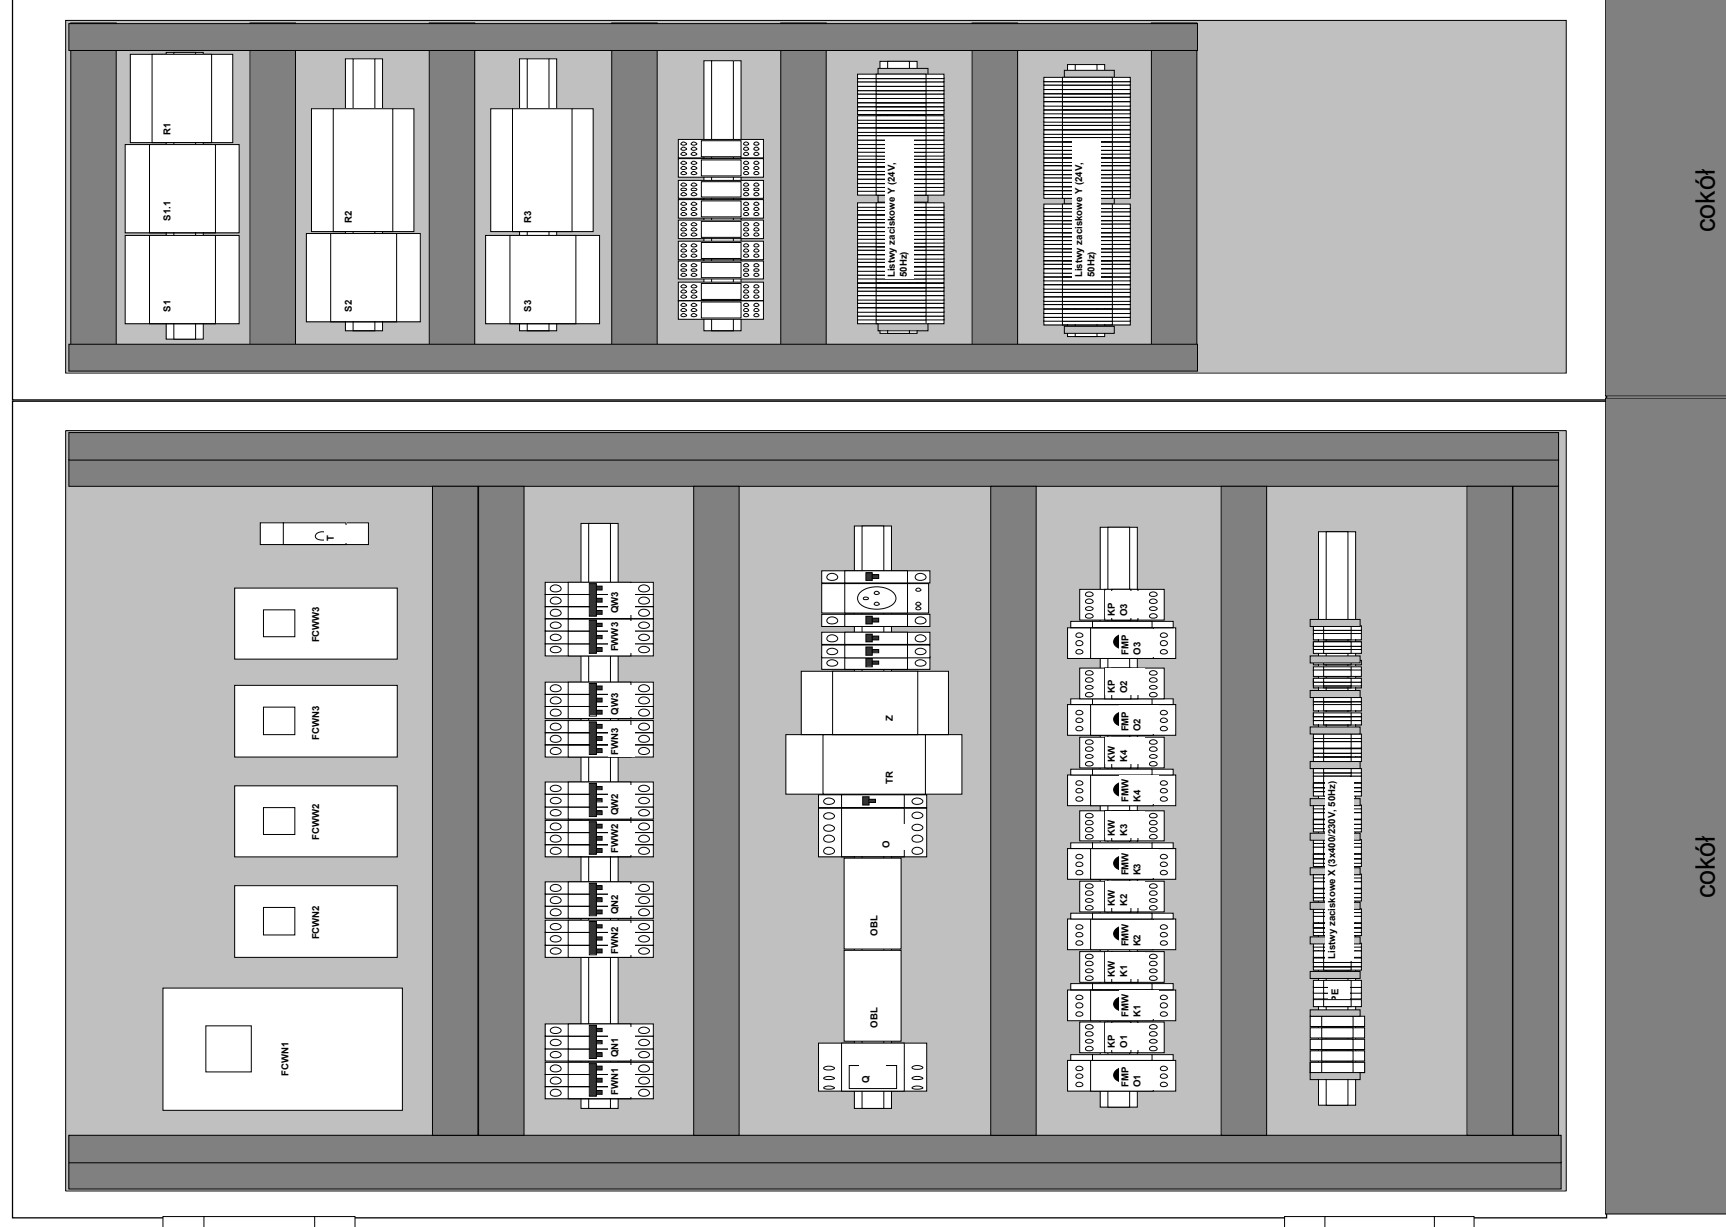 R1
S1.1
S1
R2
S2
R3
S3
Listwy zaciskowe Y (24V,
50Hz)
Listwy zaciskowe Y (24V,
50Hz)
cokół
T
FCWW3
FCWN3
FCWW2
FCWN2
FCWN1
QW3
FWW3
QW3
FWN3
QW2
FWW2
QN2
FWN2
QN1
FWN1
Z
TR
O
OBL
OBL
Q
KP
O3
FMP
O3
KP
O2
FMP
O2
KW
K4
FMW
K4
KW
K3
FMW
K3
KW
K2
FMW
K2
KW
K1
FMW
K1
KP
O1
FMP
O1
Listwy zaciskowe X (3x400/230V, 50Hz)
PE
cokół